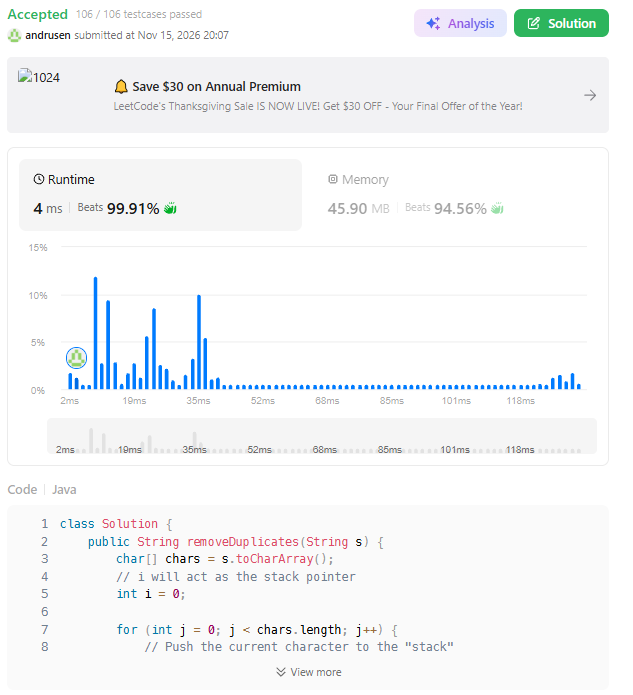 Accepted 106 / 106 testcases passed
andrusen submitted at Nov 15, 2026 20:07
Analysis
Solution
1024
Save $30 on Annual Premium
LeetCode's Thanksgiving Sale IS NOW LIVE! Get $30 OFF - Your Final Offer of the Year!
Runtime
4 ms | Beats 99.91%
Memory
45.90 MB | Beats 94.56%
15%
10%
5%
0%
2ms 19ms 35ms 52ms 68ms 85ms 101ms 118ms
2ms 19ms 35ms 52ms 68ms 85ms 101ms 118ms
Code | Java
1 class Solution {
2 public String removeDuplicates(String s) {
3 char[] chars = s.toCharArray();
4 // i will act as the stack pointer
5 int i = 0;
6
7 for (int j = 0; j < chars.length; j++) {
8 // Push the current character to the "stack"
View more